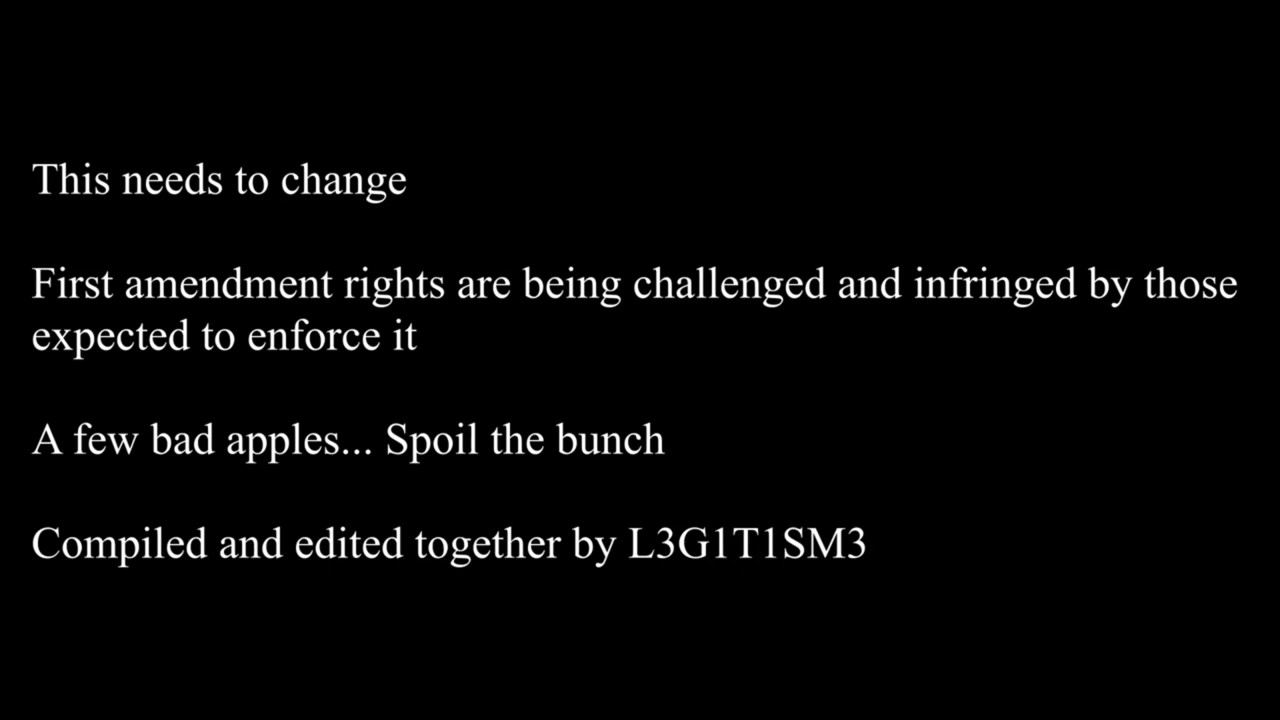 This needs to change
First amendment rights are being challenged and infringed by those
expected to enforce it
A few bad apples... Spoil the bunch
Compiled and edited together by L3G1T1SM3